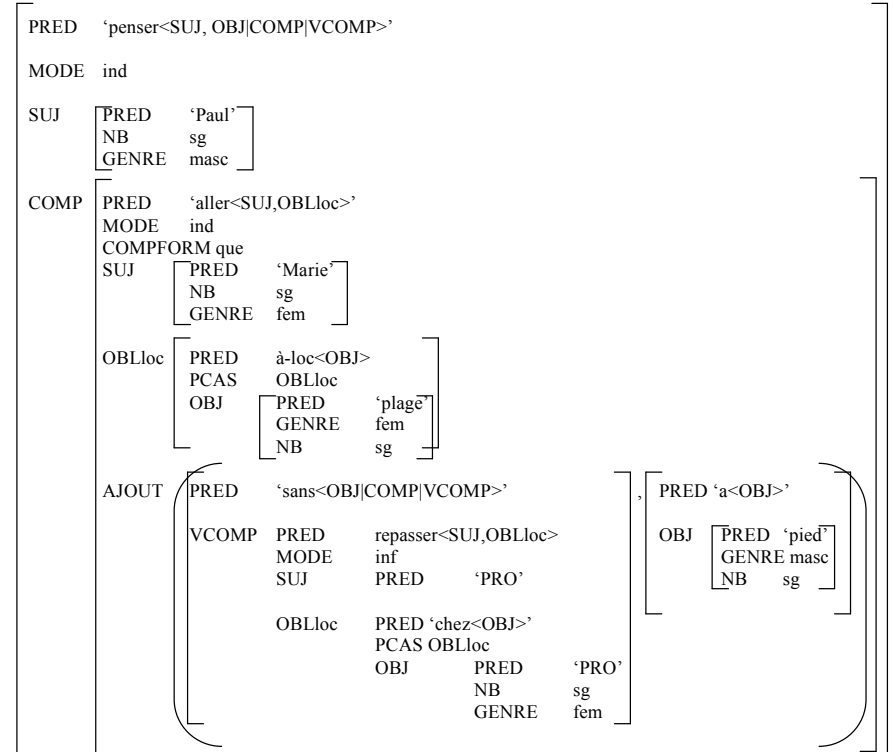 PRED ‘penser<SUJ, OBJ|COMP|VCOMP>’
MODE ind
SUJ PRED ‘Paul’
NB sg
GENRE masc
COMP PRED ‘aller<SUJ,OBLloc>’
MODE ind
COMPFORM que
SUJ PRED ‘Marie’
NB sg
GENRE fem
OBLloc PRED à-loc<OBJ>
PCAS OBLloc
OBJ PRED ‘plage’
GENRE fem
NB sg
AJOUT PRED ‘sans<OBJ|COMP|VCOMP>’ , PRED ‘a<OBJ>’
VCOMP PRED repasser<SUJ,OBLloc> OBJ PRED ‘pied’
MODE inf GENRE masc
SUJ PRED ‘PRO’ NB sg
OBLloc PRED ‘chez<OBJ>’
PCAS OBLloc
OBJ PRED ‘PRO’
NB sg
GENRE fem